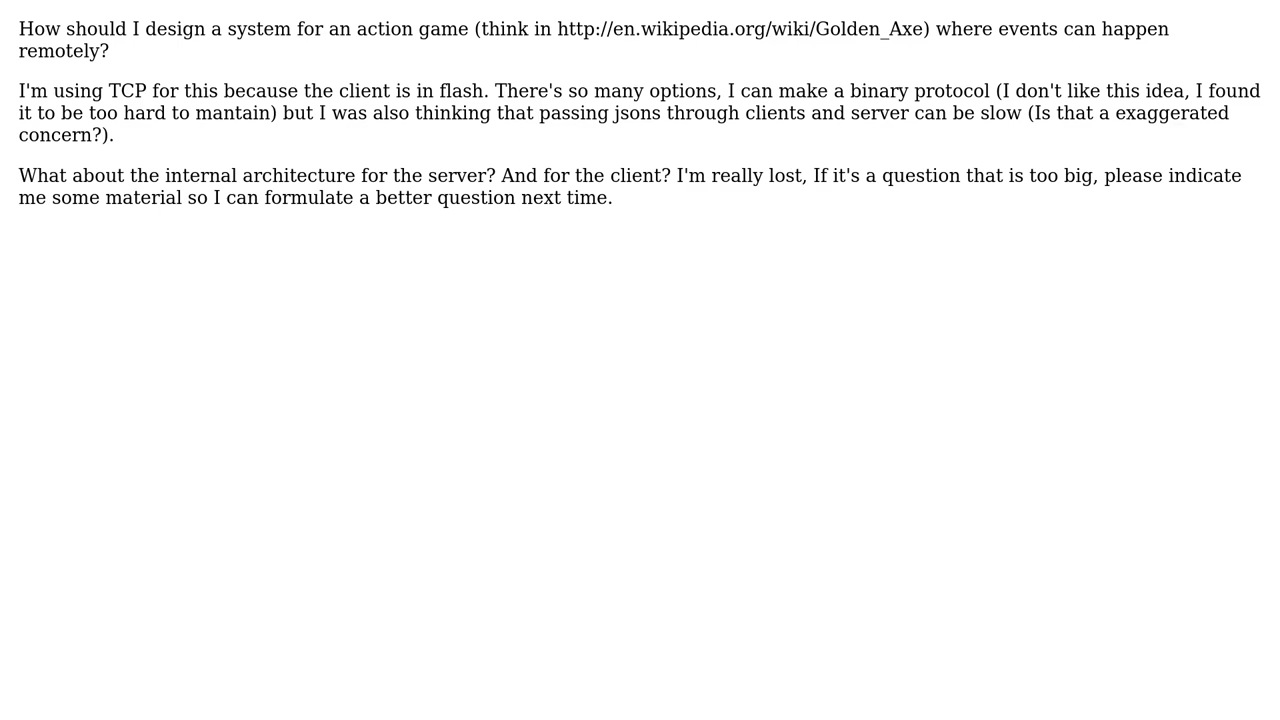 How should I design a system for an action game (think in http://en.wikipedia.org/wiki/Golden_Axe) where events can happen
remotely?
I'm using TCP for this because the client is in flash. There's so many options, I can make a binary protocol (I don't like this idea, I found
it to be too hard to mantain) but I was also thinking that passing jsons through clients and server can be slow (Is that a exaggerated
concern?).
What about the internal architecture for the server? And for the client? I'm really lost, If it's a question that is too big, please indicate
me some material so I can formulate a better question next time.